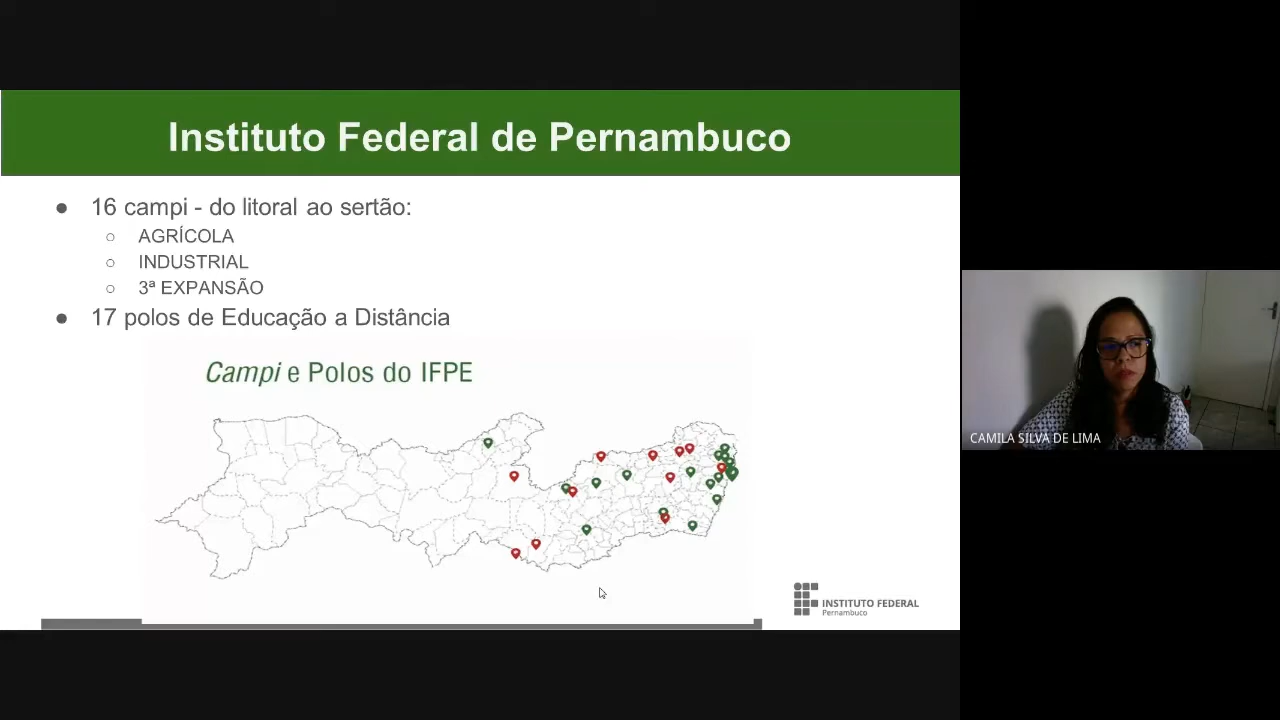 Instituto Federal de Pernambuco
● 16 campi - do litoral ao sertão:
○ AGRÍCOLA
○ INDUSTRIAL
○ 3ª EXPANSÃO
● 17 polos de Educação a Distância
Campi e Polos do IFPE
CAMILA SILVA DE LIMA
INSTITUTO FEDERAL
Pernambuco